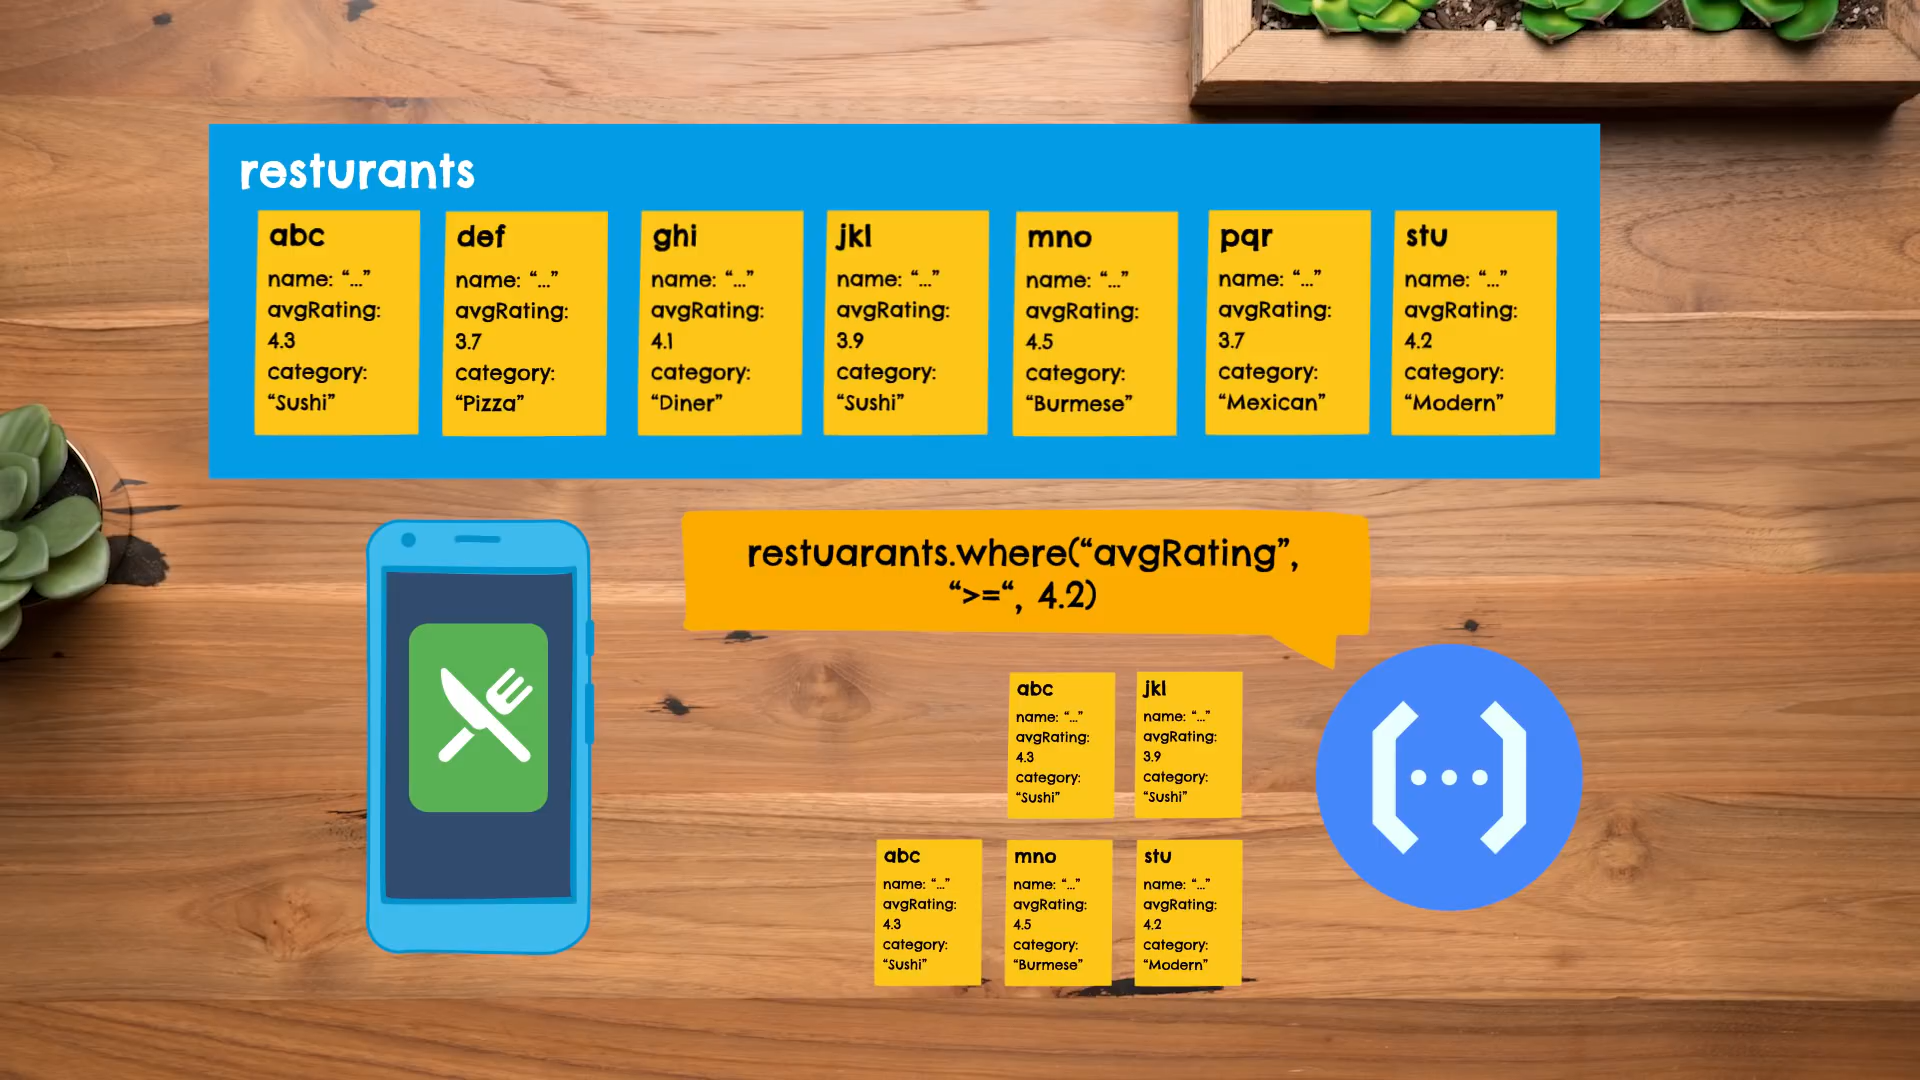 resturants
abc
name: “...”
avgRating:
4.3
category:
“Sushi”
def
name: “...”
avgRating:
3.7
category:
“Pizza”
ghi
name: “...”
avgRating:
4.1
category:
“Diner”
jkl
name: “...”
avgRating:
3.9
category:
“Sushi”
mno
name: “...”
avgRating:
4.5
category:
“Burmese”
pqr
name: “...”
avgRating:
3.7
category:
“Mexican”
stu
name: “...”
avgRating:
4.2
category:
“Modern”
restuarants.where(“avgRating”,
“>=“, 4.2)
abc
name: “...”
avgRating:
4.3
category:
“Sushi”
jkl
name: “...”
avgRating:
3.9
category:
“Sushi”
abc
name: “...”
avgRating:
4.3
category:
“Sushi”
mno
name: “...”
avgRating:
4.5
category:
“Burmese”
stu
name: “...”
avgRating:
4.2
category:
“Modern”